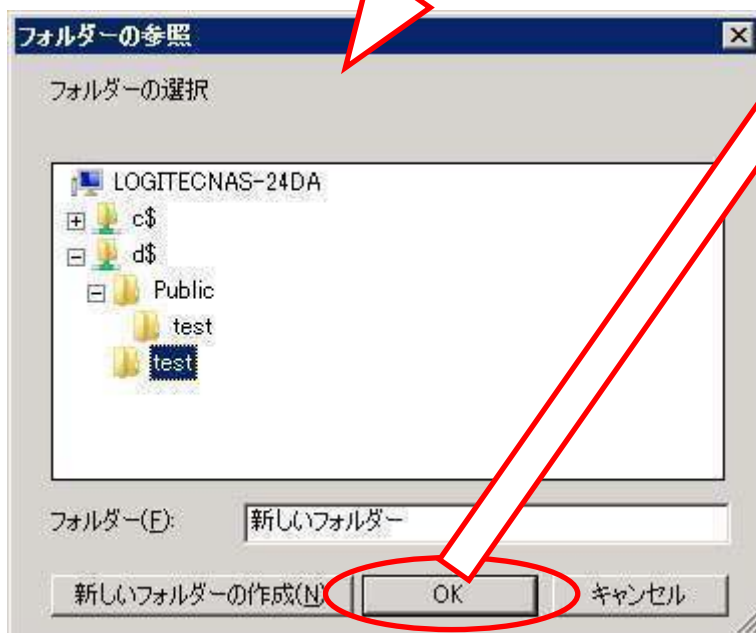 フォルダーの参照
フォルダーの選択
LOGITECNAS-24DA
c$
d$
Public
test
test
フォルダー(F):
新しいフォルダー
新しいフォルダーの作成(N)
OK
キャンセル